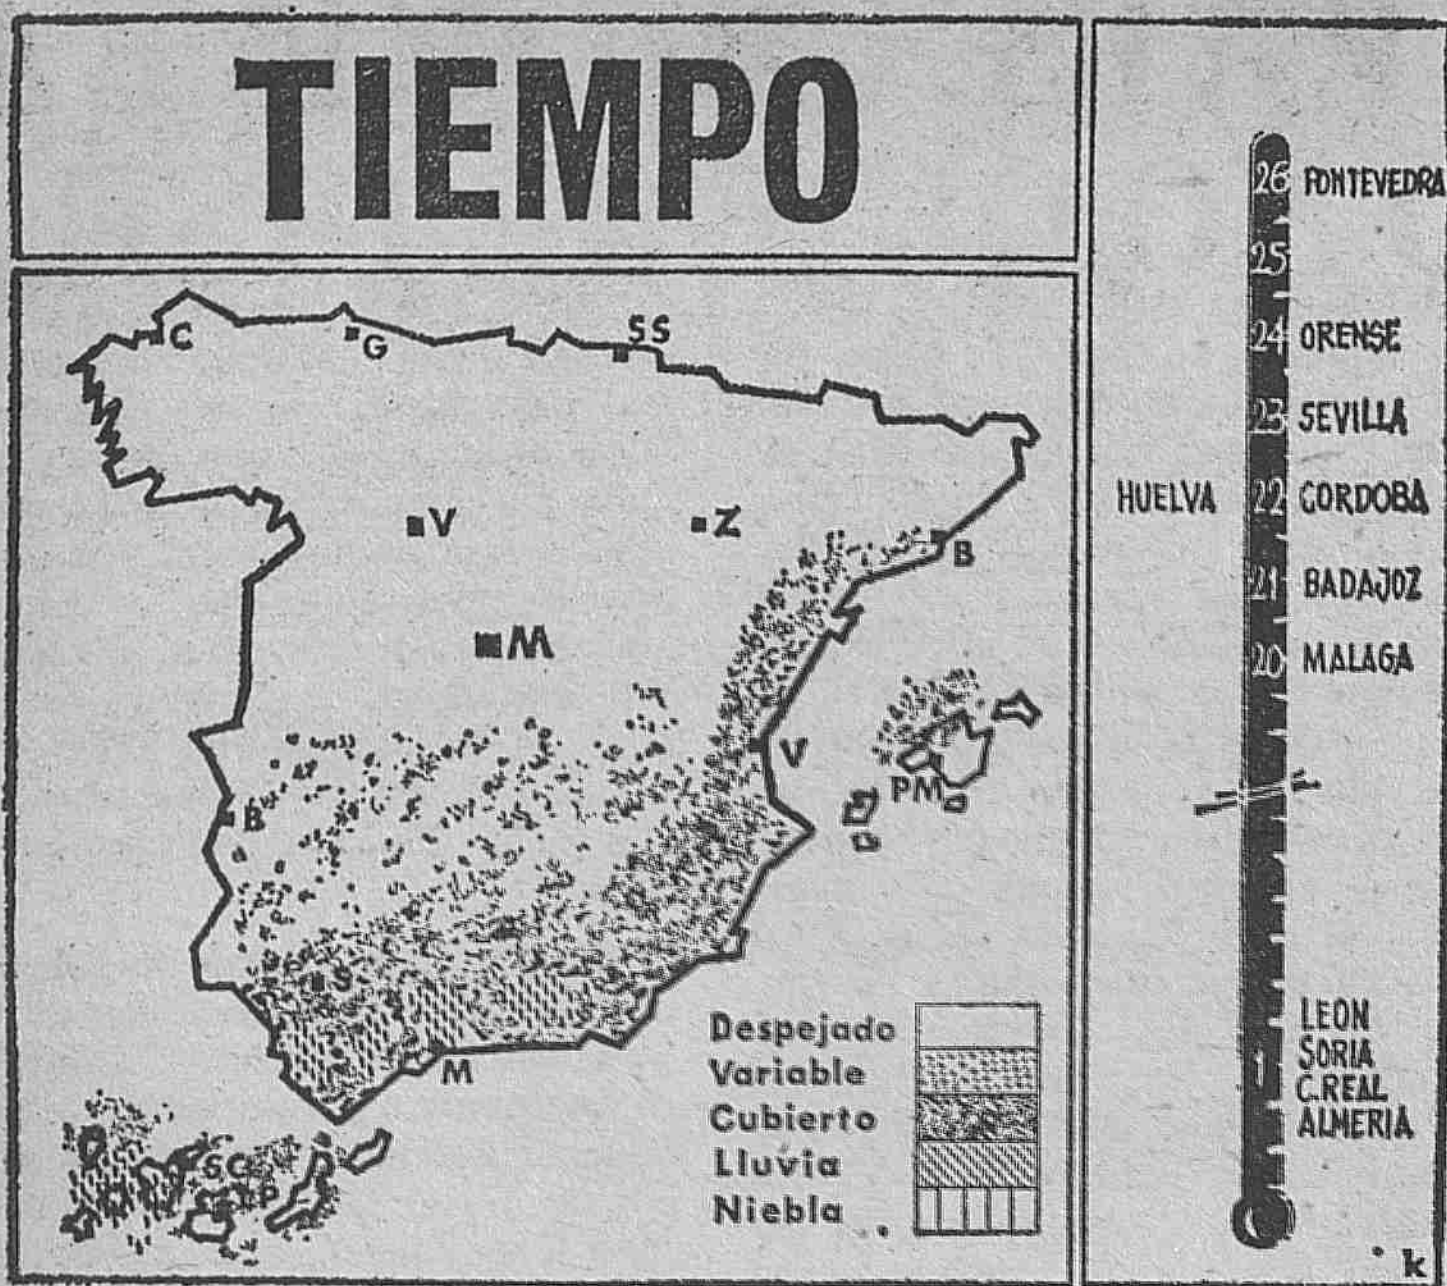 TIEMPO
C
G
SS
V
Z
B
M
V
PM
B
S
M
SC
LP
Despejado
Variable
Cubierto
Lluvia
Niebla
26 PONTEVEDRA
25
24 ORENSE
23 SEVILLA
HUELVA 22 CORDOBA
21 BADAJOZ
20 MALAGA
LEON
SORIA
1
C.REAL
ALMERIA
k